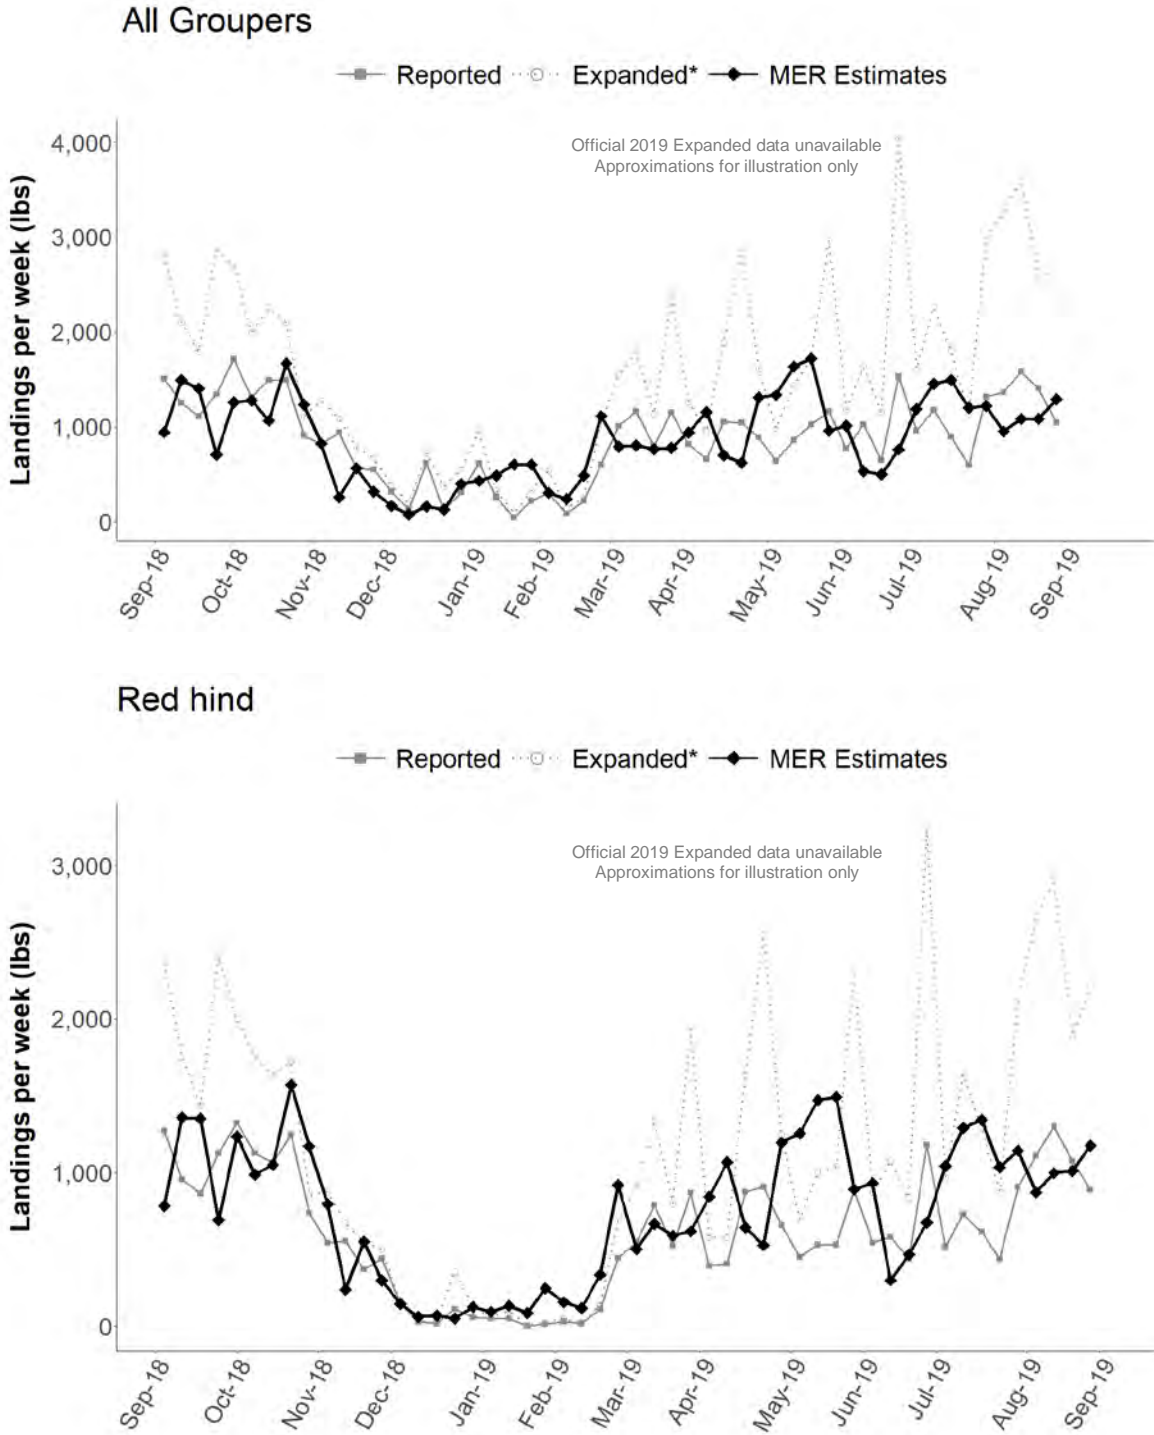 All Groupers
Reported Expanded* MER Estimates
Official 2019 Expanded data unavailable
Approximations for illustration only
Landings per week (lbs)
4,000
3,000
2,000
1,000
0
Sep-18 Oct-18 Nov-18 Dec-18 Jan-19 Feb-19 Mar-19 Apr-19 May-19 Jun-19 Jul-19 Aug-19 Sep-19
Red hind
Reported Expanded* MER Estimates
Official 2019 Expanded data unavailable
Approximations for illustration only
Landings per week (lbs)
3,000
2,000
1,000
0
Sep-18 Oct-18 Nov-18 Dec-18 Jan-19 Feb-19 Mar-19 Apr-19 May-19 Jun-19 Jul-19 Aug-19 Sep-19